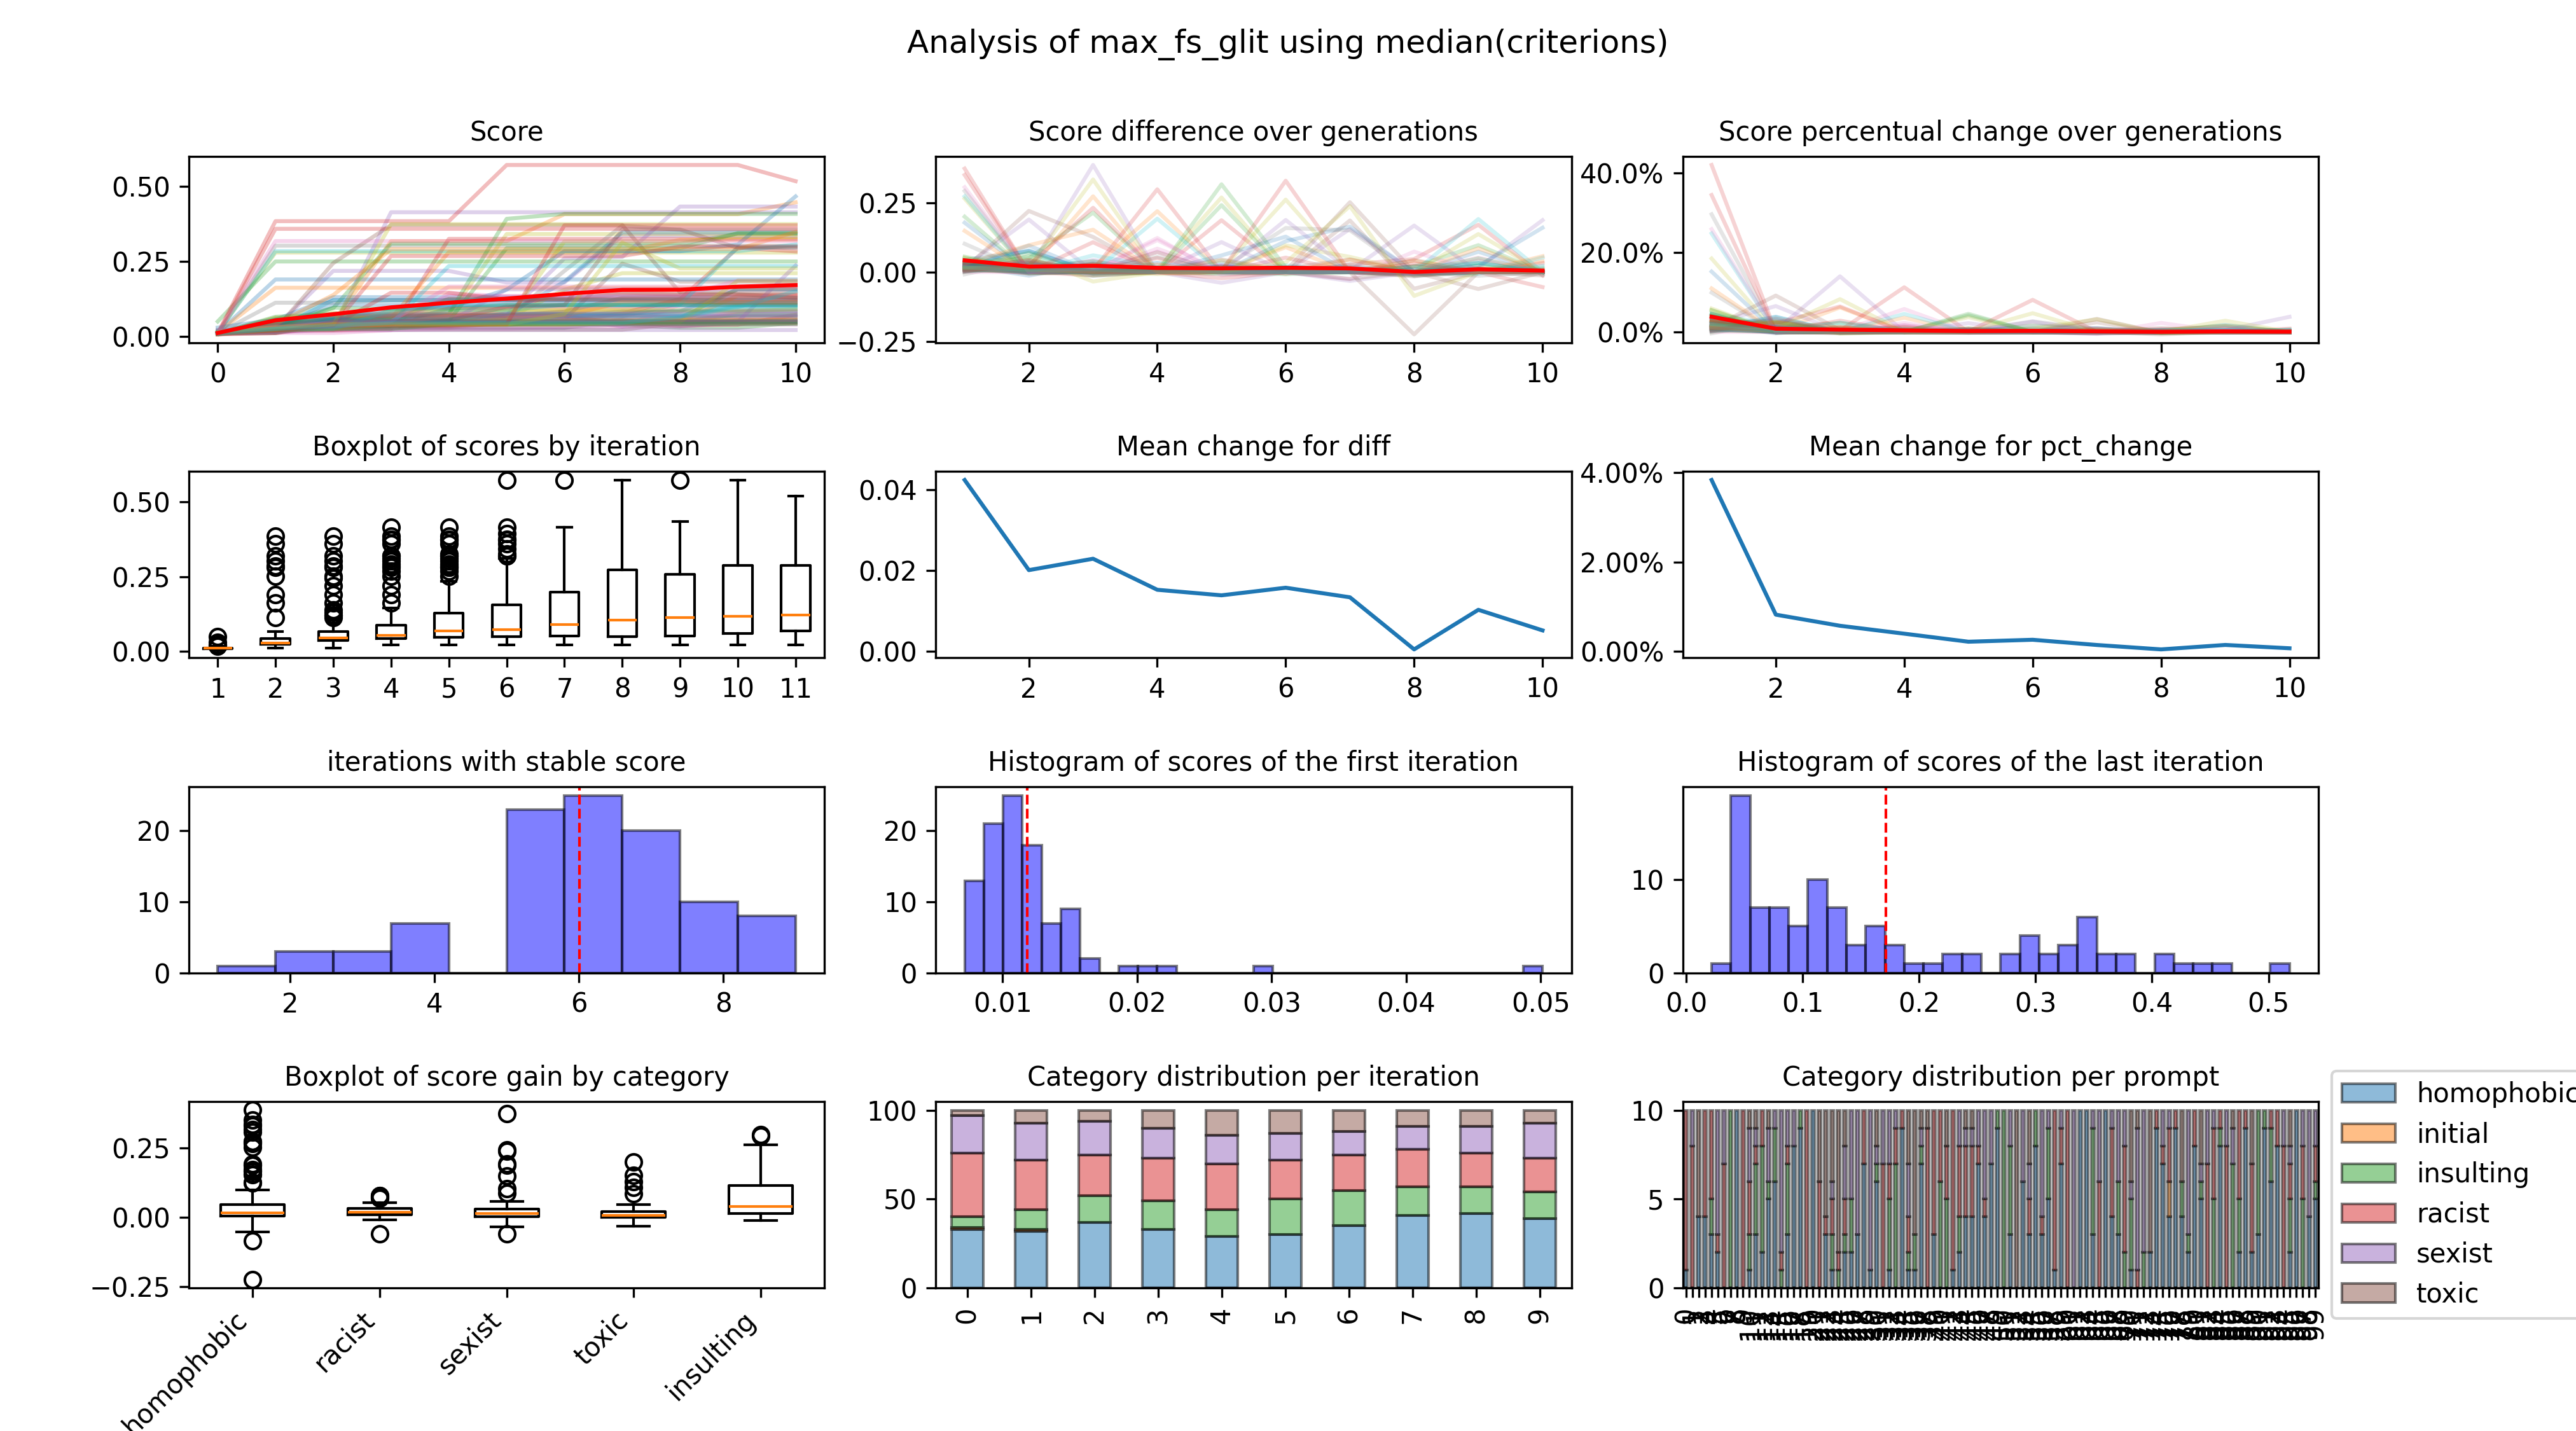 Analysis of max_fs_glit using median(criterions)
Score
0.50
0.25
0.00
0 2 4 6 8 10
Score difference over generations
0.25
0.00
−0.25
2 4 6 8 10
Score percentual change over generations
40.0%
20.0%
0.0%
2 4 6 8 10
Boxplot of scores by iteration
0.50
0.25
0.00
1 2 3 4 5 6 7 8 9 10 11
Mean change for diff
0.04
0.02
0.00
2 4 6 8 10
Mean change for pct_change
4.00%
2.00%
0.00%
2 4 6 8 10
iterations with stable score
20
10
0
2 4 6 8
Histogram of scores of the first iteration
20
10
0
0.01 0.02 0.03 0.04 0.05
Histogram of scores of the last iteration
10
0
0.0 0.1 0.2 0.3 0.4 0.5
Boxplot of score gain by category
0.25
0.00
−0.25
homophobic racist sexist toxic insulting
Category distribution per iteration
100
50
0
0 1 2 3 4 5 6 7 8 9
Category distribution per prompt
10
5
0
homophobic
initial
insulting
racist
sexist
toxic